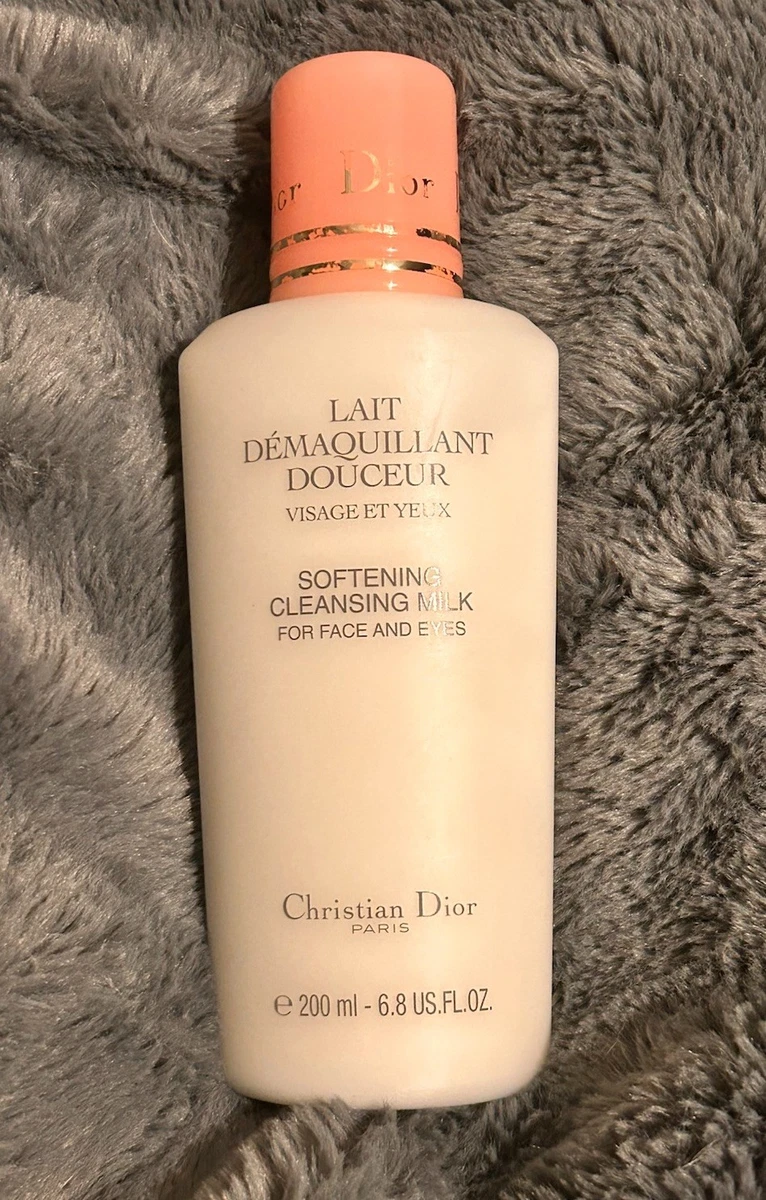 Dior
LAIT
DÉMAQUILLANT
DOUCEUR
VISAGE ET YEUX
SOFTENING
CLEANSING MILK
FOR FACE AND EYES
Christian Dior
PARIS
℮ 200 ml - 6.8 US.FL.OZ.